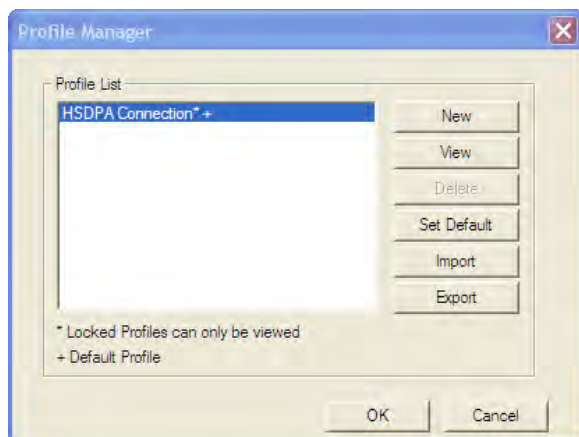 Profile Manager
Profile List
HSDPA Connection* +
New
View
Delete
Set Default
Import
Export
* Locked Profiles can only be viewed
+ Default Profile
OK
Cancel